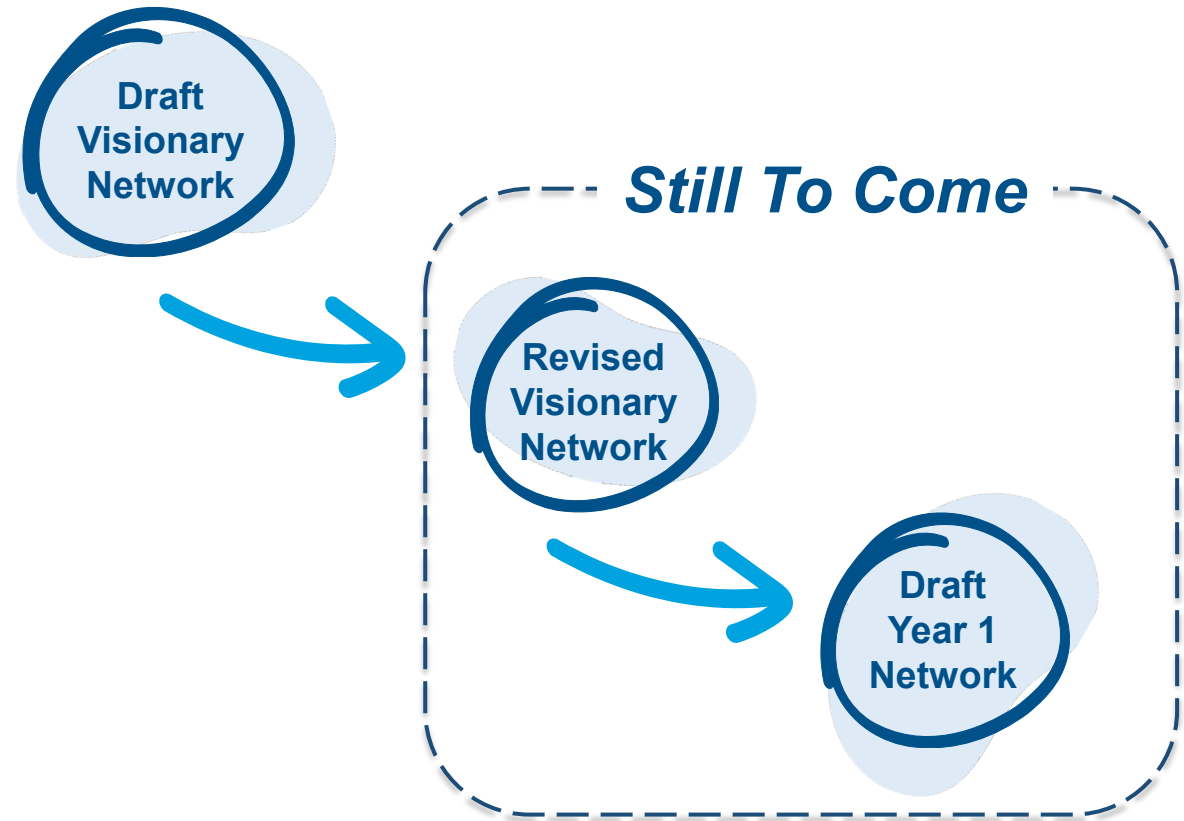 Draft
Visionary
Network
Still To Come
Revised
Visionary
Network
Draft
Year 1
Network